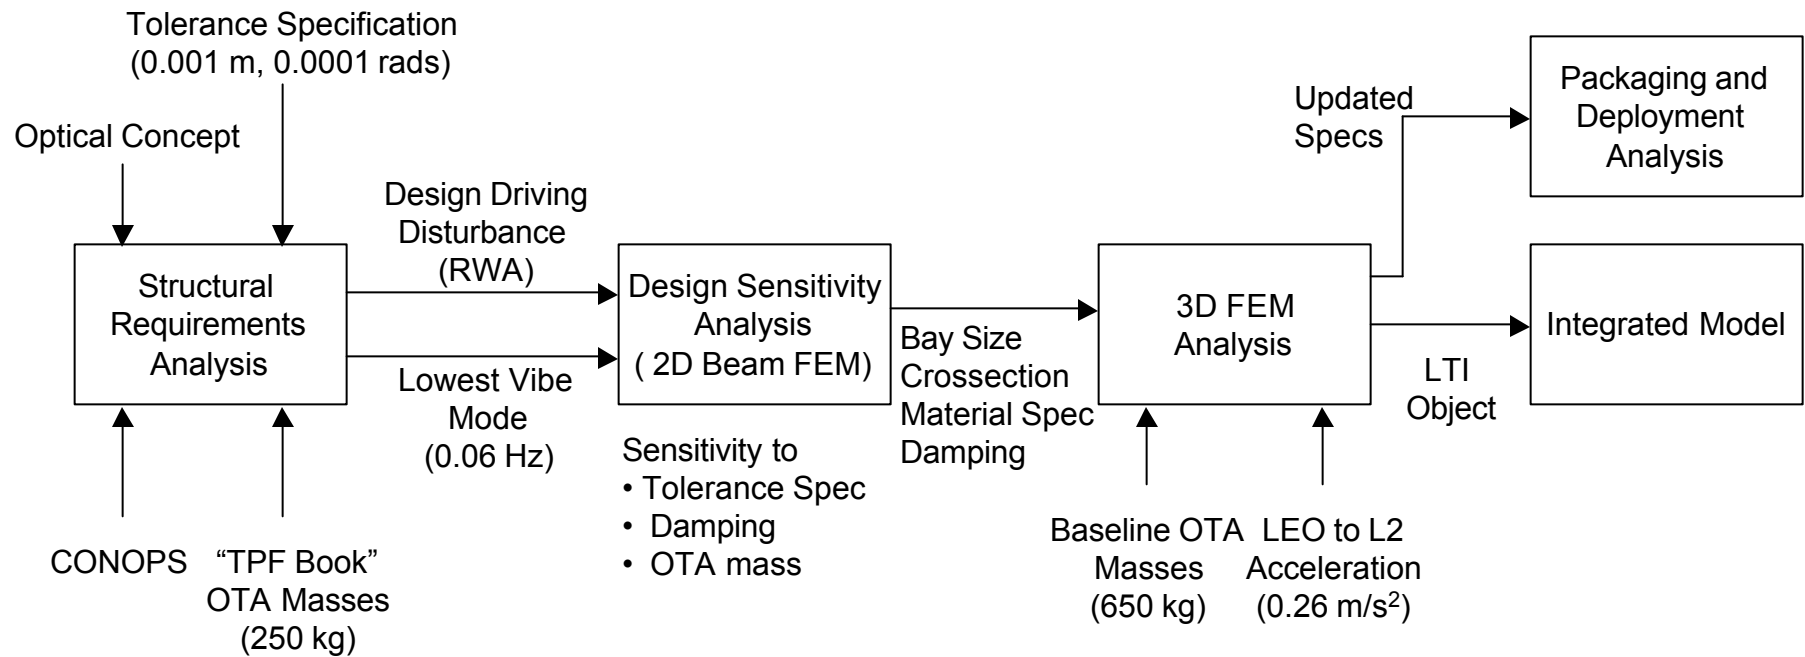 Tolerance Specification
(0.001 m, 0.0001 rads)
Optical Concept
Structural
Requirements
Analysis
CONOPS
“TPF Book”
OTA Masses
(250 kg)
Design Driving
Disturbance
(RWA)
Lowest Vibe
Mode
(0.06 Hz)
Design Sensitivity
Analysis
( 2D Beam FEM)
Sensitivity to
• Tolerance Spec
• Damping
• OTA mass
Bay Size
Crossection
Material Spec
Damping
3D FEM
Analysis
Baseline OTA
Masses
(650 kg)
LEO to L2
Acceleration
(0.26 m/s²)
Updated
Specs
Packaging and
Deployment
Analysis
LTI
Object
Integrated Model